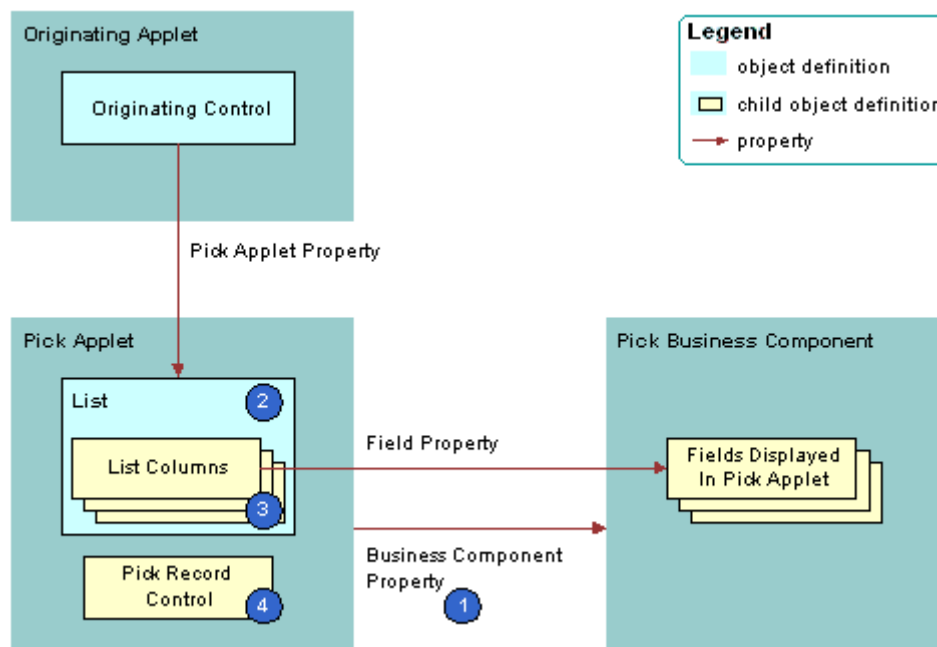 Originating Applet
Originating Control
Legend
object definition
child object definition
property
Pick Applet Property
Pick Applet
List
2
List Columns
3
Pick Record
Control
4
Field Property
Business Component
Property
1
Pick Business Component
Fields Displayed
In Pick Applet